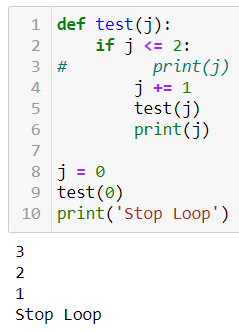 1 def test(j):
2     if j <= 2:
3 #         print(j)
4         j += 1
5         test(j)
6         print(j)
7
8 j = 0
9 test(0)
10 print('Stop Loop')
3
2
1
Stop Loop